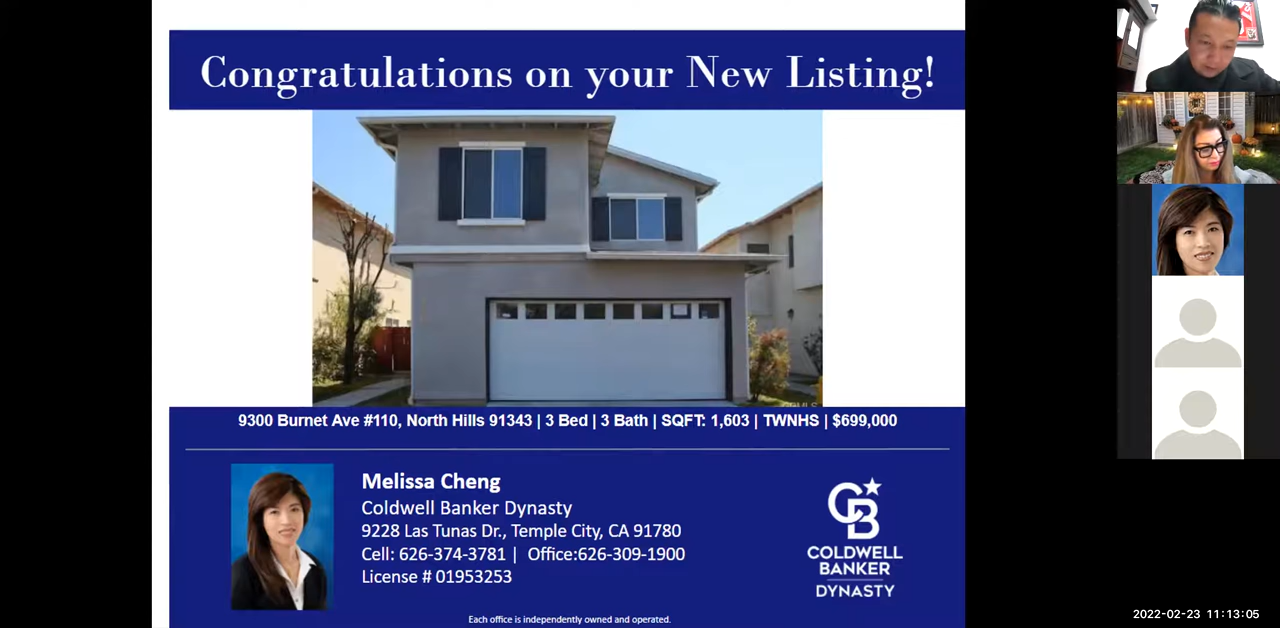 Congratulations on your New Listing!
9300 Burnet Ave #110, North Hills 91343 | 3 Bed | 3 Bath | SQFT: 1,603 | TWNHS | $699,000
Melissa Cheng
Coldwell Banker Dynasty
9228 Las Tunas Dr., Temple City, CA 91780
Cell: 626-374-3781 | Office:626-309-1900
License # 01953253
CB
COLDWELL
BANKER
DYNASTY
Each office is independently owned and operated.
2022-02-23 11:13:05